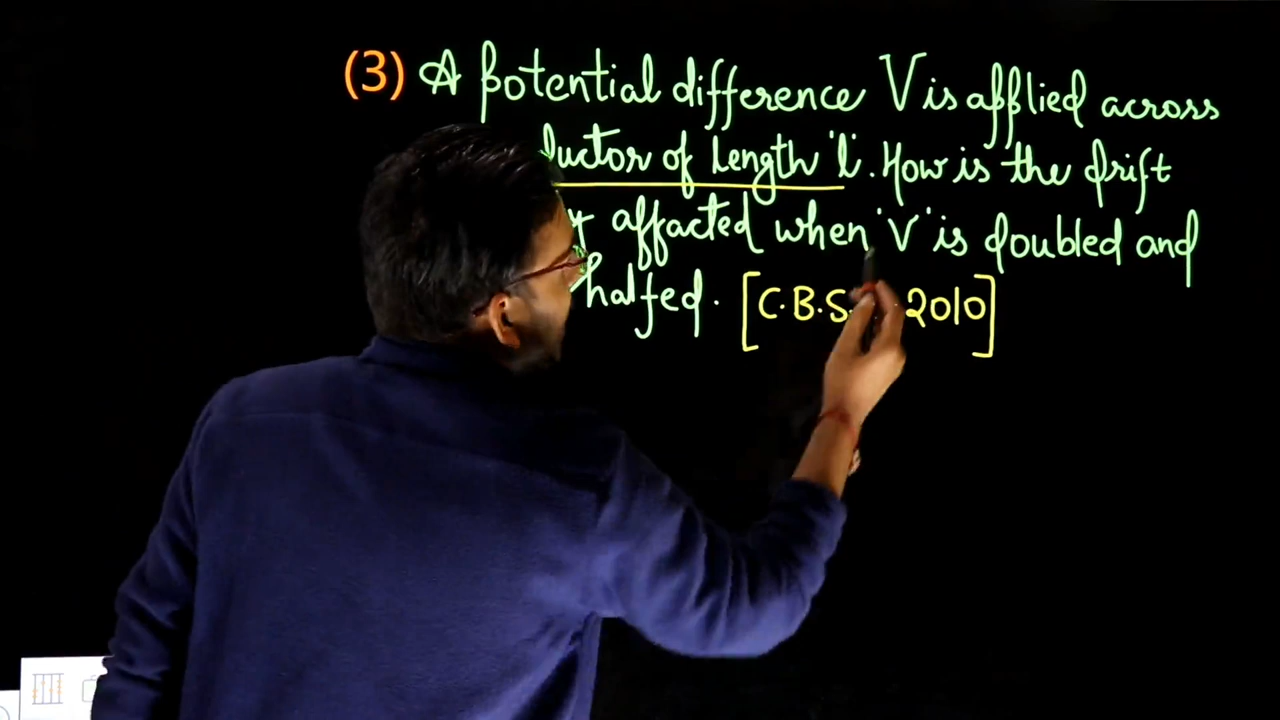 (3) A potential difference V is applied across
ductor of Length 'l'. How is the drift
affacted when 'V' is doubled and
halfed. [C.B.S. 2010]